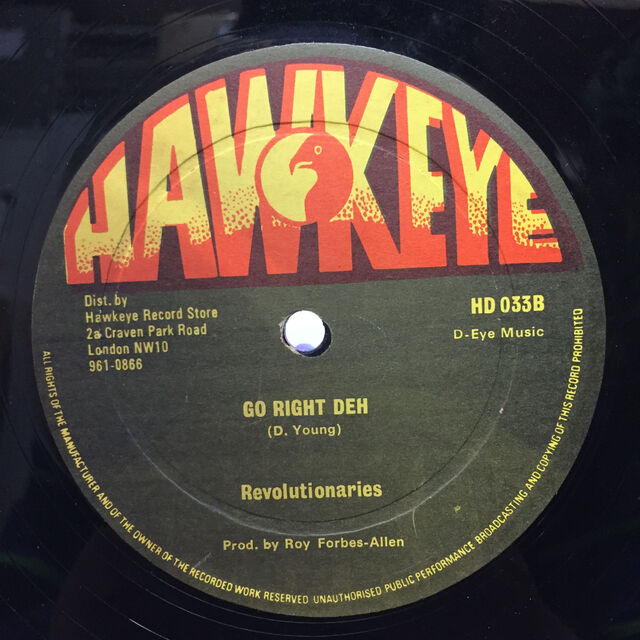 HAWKEYE
Dist. by
Hawkeye Record Store
2a Craven Park Road
London NW10
961-0866
HD 033B
D-Eye Music
GO RIGHT DEH
(D. Young)
Revolutionaries
Prod. by Roy Forbes-Allen
ALL RIGHTS OF THE MANUFACTURER AND OF THE OWNER OF THE RECORDED WORK RESERVED UNAUTHORISED PUBLIC PERFORMANCE BROADCASTING AND COPYING OF THIS RECORD PROHIBITED